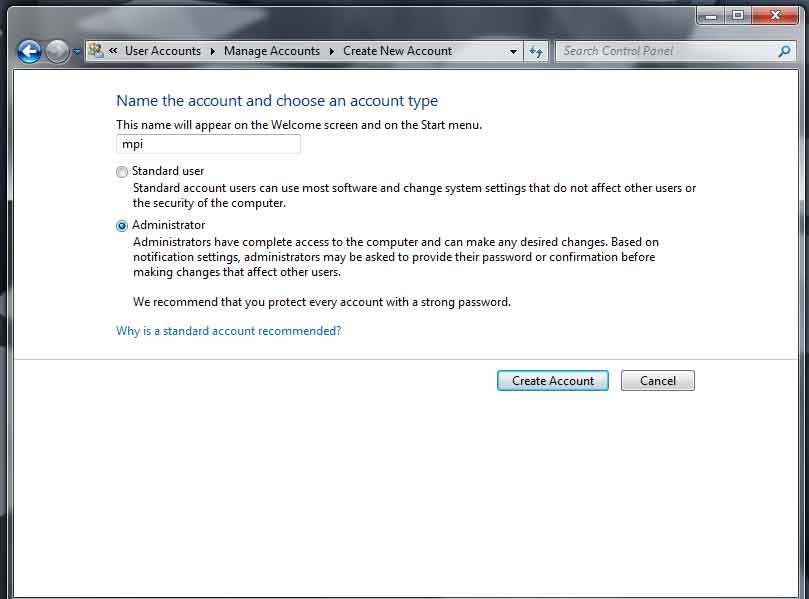 « User Accounts ▸ Manage Accounts ▸ Create New Account
Search Control Panel
Name the account and choose an account type
This name will appear on the Welcome screen and on the Start menu.
mpi
Standard user
Standard account users can use most software and change system settings that do not affect other users or
the security of the computer.
Administrator
Administrators have complete access to the computer and can make any desired changes. Based on
notification settings, administrators may be asked to provide their password or confirmation before
making changes that affect other users.
We recommend that you protect every account with a strong password.
Why is a standard account recommended?
Create Account
Cancel